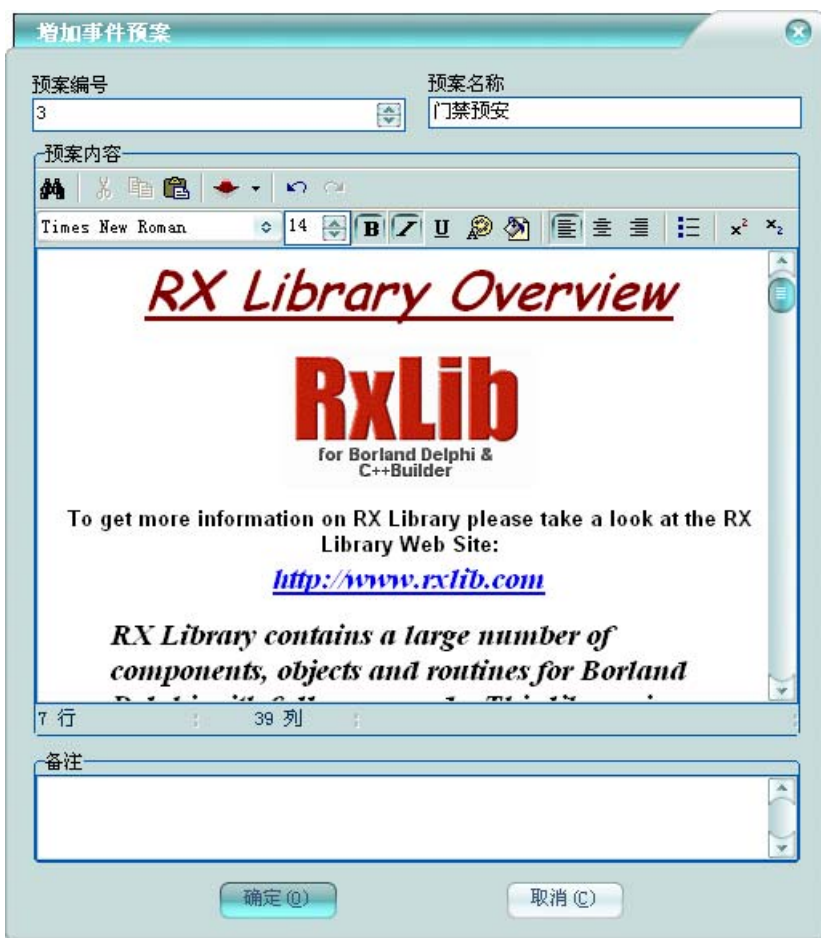 增加事件预案
预案编号
预案名称
3
门禁预安
预案内容
Times New Roman
14
B I U
x² x₂
RX Library Overview
RxLib
for Borland Delphi &
C++Builder
To get more information on RX Library please take a look at the RX
Library Web Site:
http://www.rxlib.com
RX Library contains a large number of
components, objects and routines for Borland
7 行
39 列
备注
确定(O)
取消(C)